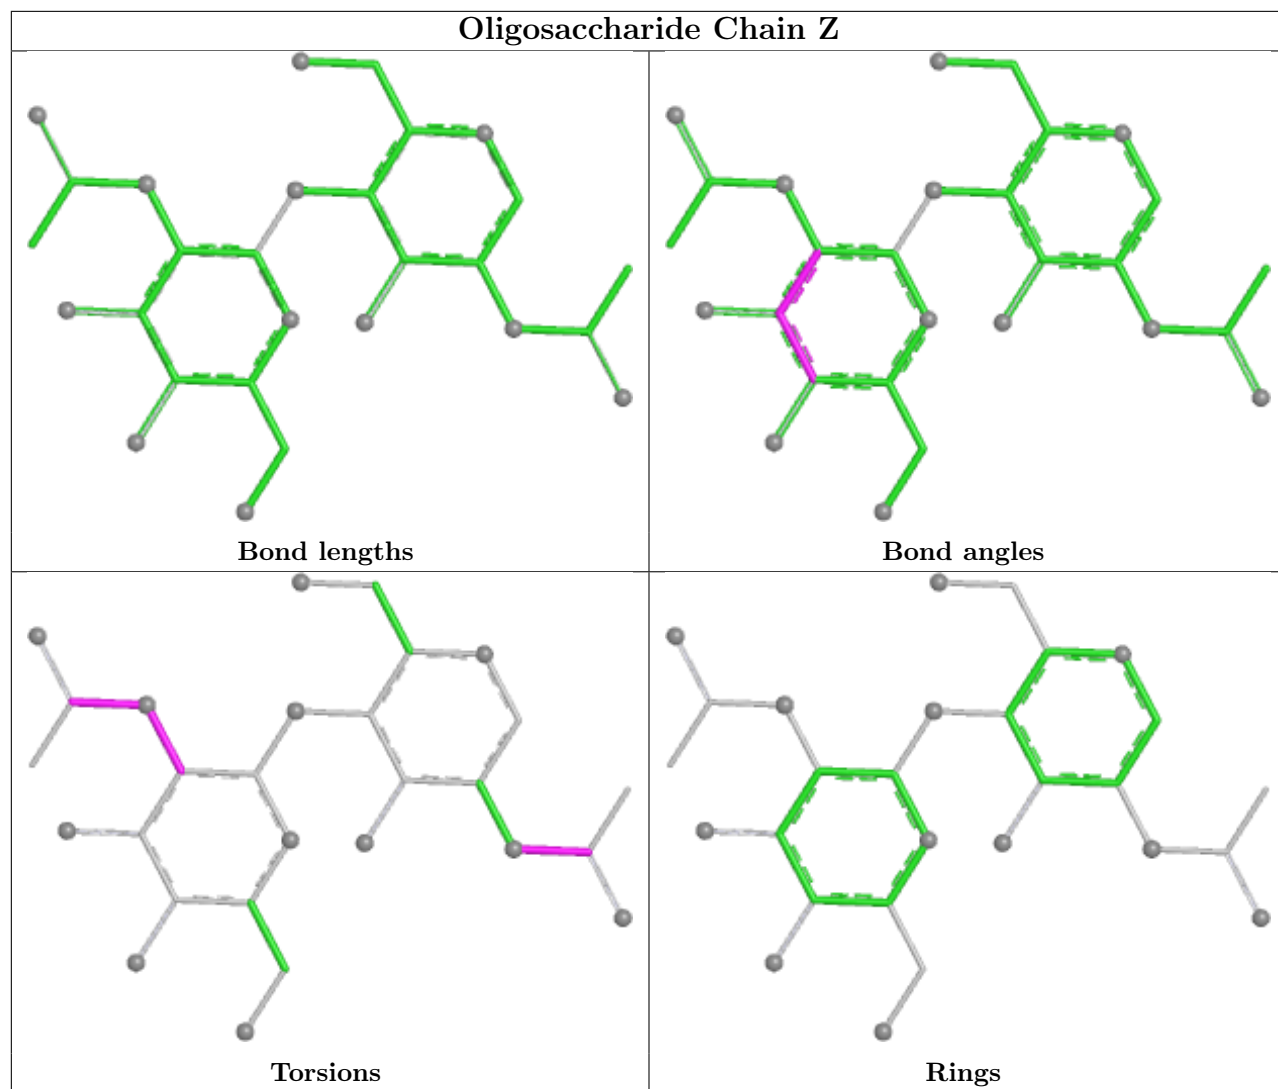 Oligosaccharide Chain Z
Bond lengths
Bond angles
Torsions
Rings